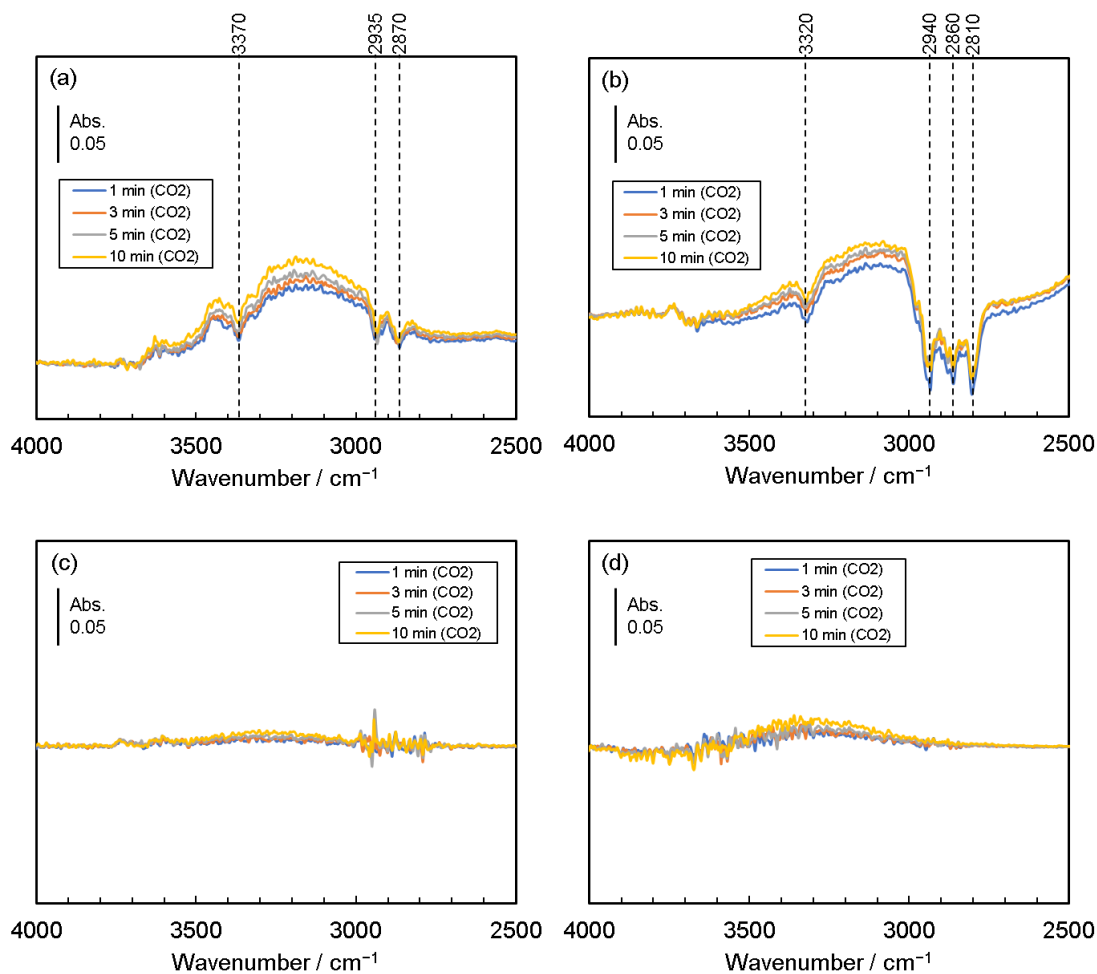 3370
2935
2870
(a)
Abs.
0.05
1 min (CO2)
3 min (CO2)
5 min (CO2)
10 min (CO2)
4000 3500 3000 2500
Wavenumber / cm⁻¹
3320
2940
2860
2810
(b)
Abs.
0.05
1 min (CO2)
3 min (CO2)
5 min (CO2)
10 min (CO2)
4000 3500 3000 2500
Wavenumber / cm⁻¹
(c)
Abs.
0.05
1 min (CO2)
3 min (CO2)
5 min (CO2)
10 min (CO2)
4000 3500 3000 2500
Wavenumber / cm⁻¹
(d)
Abs.
0.05
1 min (CO2)
3 min (CO2)
5 min (CO2)
10 min (CO2)
4000 3500 3000 2500
Wavenumber / cm⁻¹